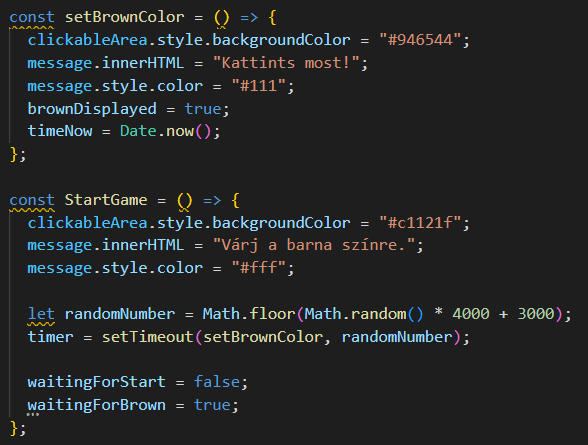 const setBrownColor = () => {
clickableArea.style.backgroundColor = "#946544";
message.innerHTML = "Kattints most!";
message.style.color = "#111";
brownDisplayed = true;
timeNow = Date.now();
};
const StartGame = () => {
clickableArea.style.backgroundColor = "#c1121f";
message.innerHTML = "Várj a barna színre.";
message.style.color = "#fff";
let randomNumber = Math.floor(Math.random() * 4000 + 3000);
timer = setTimeout(setBrownColor, randomNumber);
waitingForStart = false;
waitingForBrown = true;
};